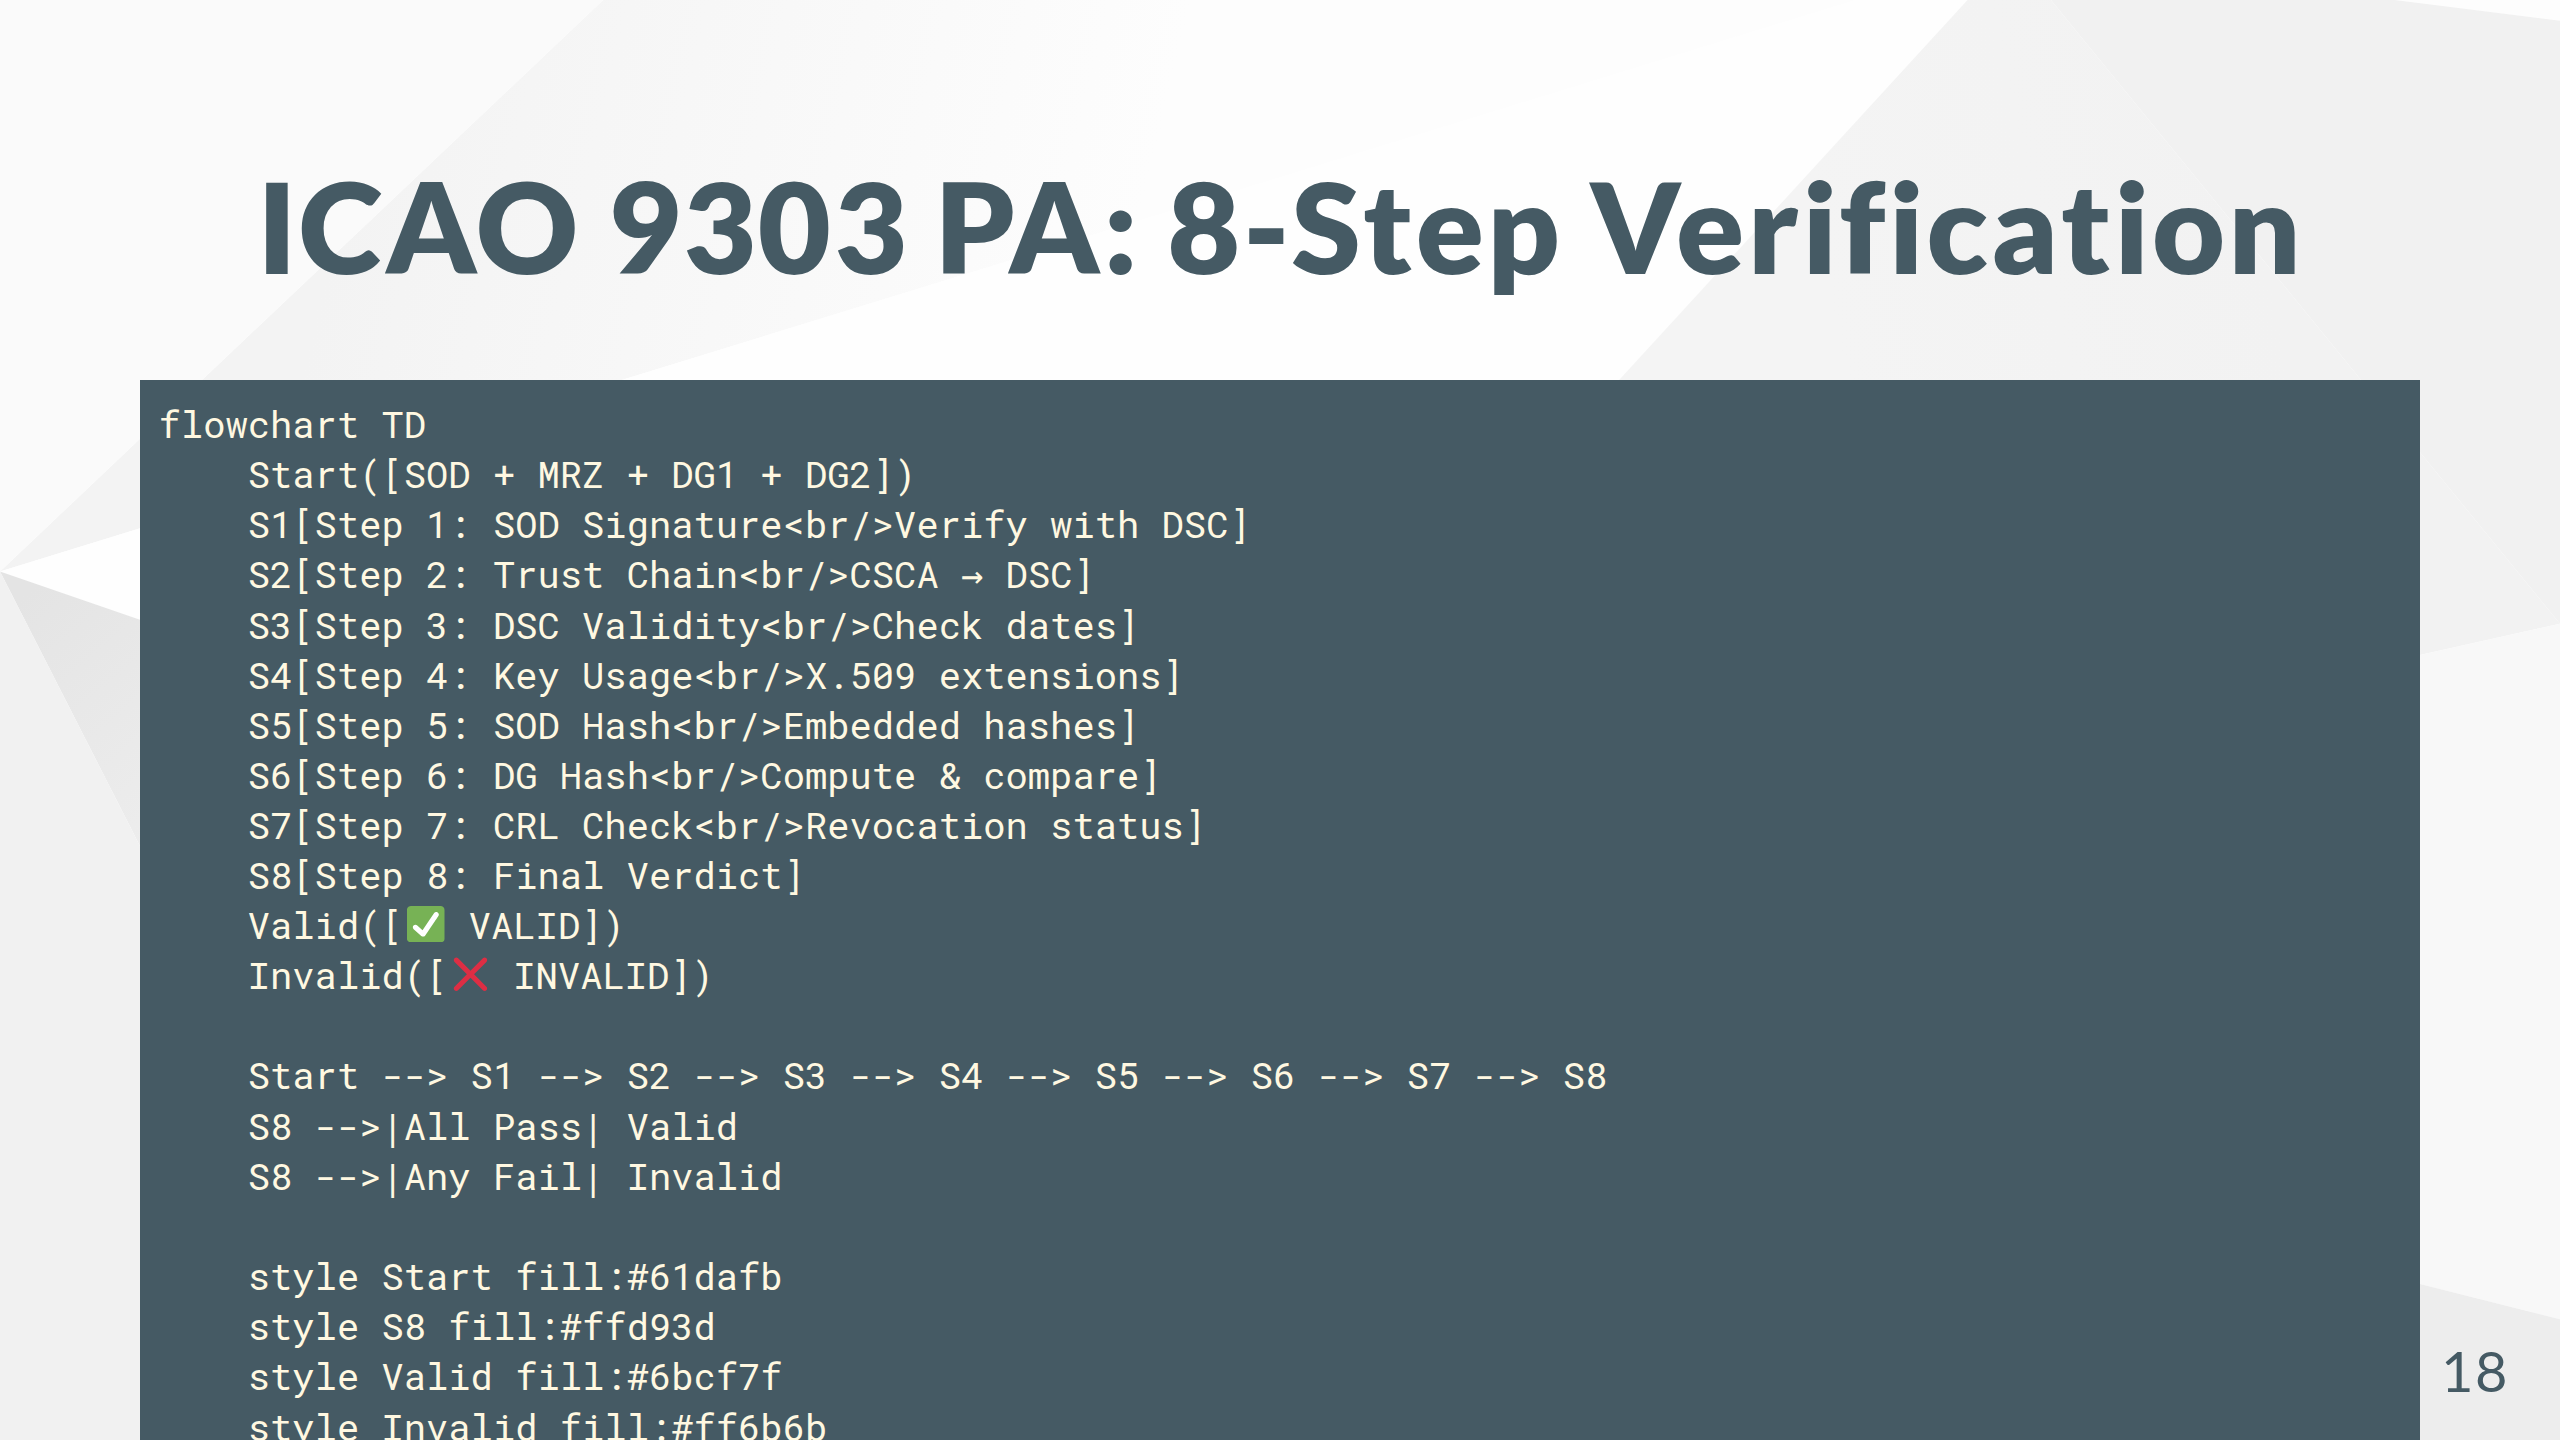 ICAO 9303 PA: 8-Step Verification
flowchart TD
    Start([SOD + MRZ + DG1 + DG2])
    S1[Step 1: SOD Signature<br/>Verify with DSC]
    S2[Step 2: Trust Chain<br/>CSCA → DSC]
    S3[Step 3: DSC Validity<br/>Check dates]
    S4[Step 4: Key Usage<br/>X.509 extensions]
    S5[Step 5: SOD Hash<br/>Embedded hashes]
    S6[Step 6: DG Hash<br/>Compute & compare]
    S7[Step 7: CRL Check<br/>Revocation status]
    S8[Step 8: Final Verdict]
    Valid([✅ VALID])
    Invalid([❌ INVALID])

    Start --> S1 --> S2 --> S3 --> S4 --> S5 --> S6 --> S7 --> S8
    S8 -->|All Pass| Valid
    S8 -->|Any Fail| Invalid

    style Start fill:#61dafb
    style S8 fill:#ffd93d
    style Valid fill:#6bcf7f
    style Invalid fill:#ff6b6b
18